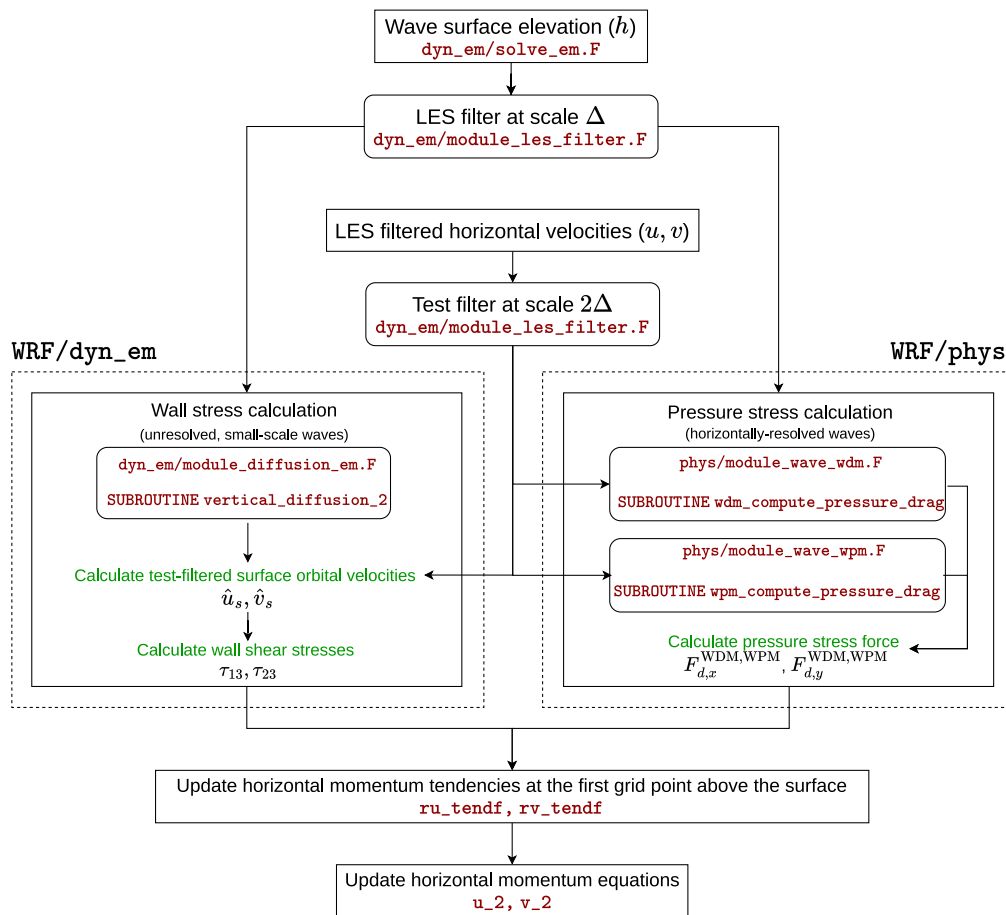 Wave surface elevation (h)
dyn_em/solve_em.F
LES filter at scale Δ
dyn_em/module_les_filter.F
LES filtered horizontal velocities (u, v)
Test filter at scale 2Δ
dyn_em/module_les_filter.F
WRF/dyn_em
Wall stress calculation
(unresolved, small-scale waves)
dyn_em/module_diffusion_em.F
SUBROUTINE vertical_diffusion_2
Calculate test-filtered surface orbital velocities
û_s, v̂_s
Calculate wall shear stresses
τ_13, τ_23
WRF/phys
Pressure stress calculation
(horizontally-resolved waves)
phys/module_wave_wdm.F
SUBROUTINE wdm_compute_pressure_drag
phys/module_wave_wpm.F
SUBROUTINE wpm_compute_pressure_drag
Calculate pressure stress force
F_{d,x}^{WDM,WPM}, F_{d,y}^{WDM,WPM}
Update horizontal momentum tendencies at the first grid point above the surface
ru_tendf, rv_tendf
Update horizontal momentum equations
u_2, v_2